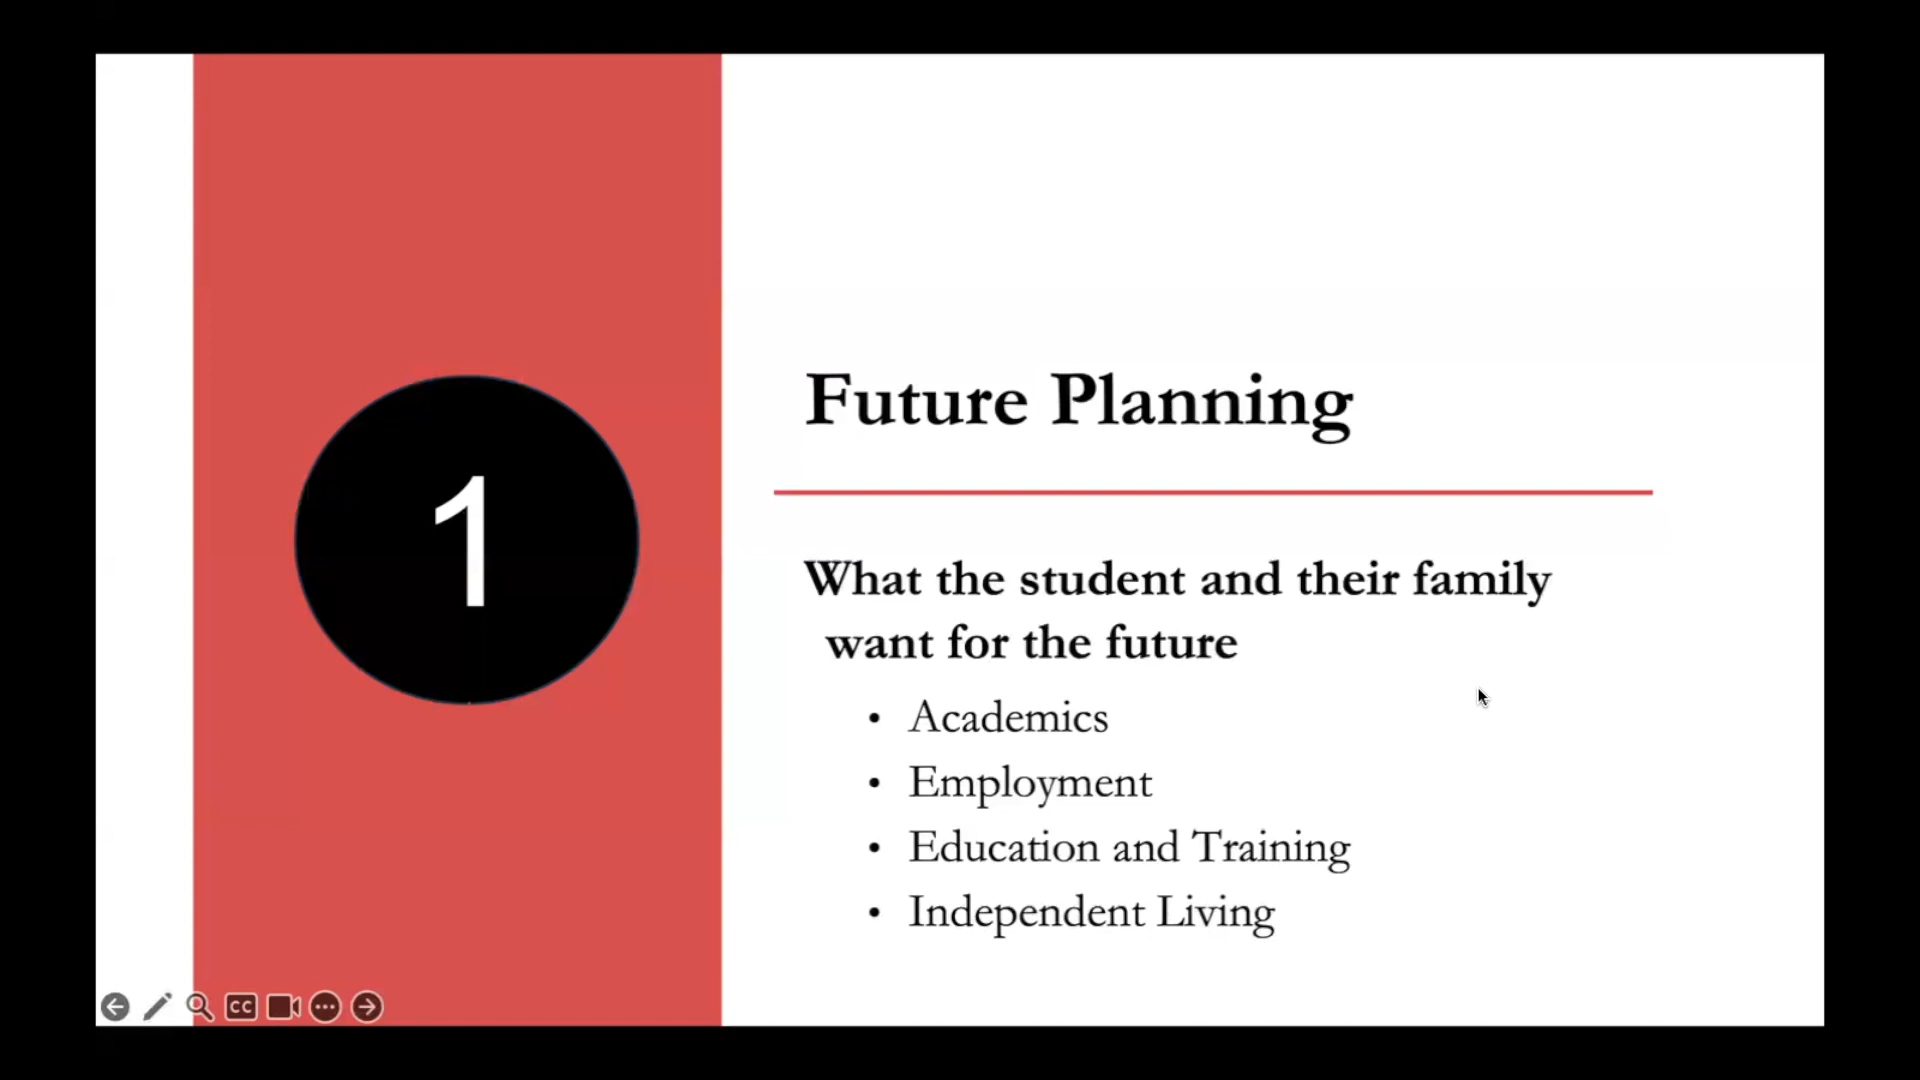 1
Future Planning
What the student and their family
want for the future
• Academics
• Employment
• Education and Training
• Independent Living
CC